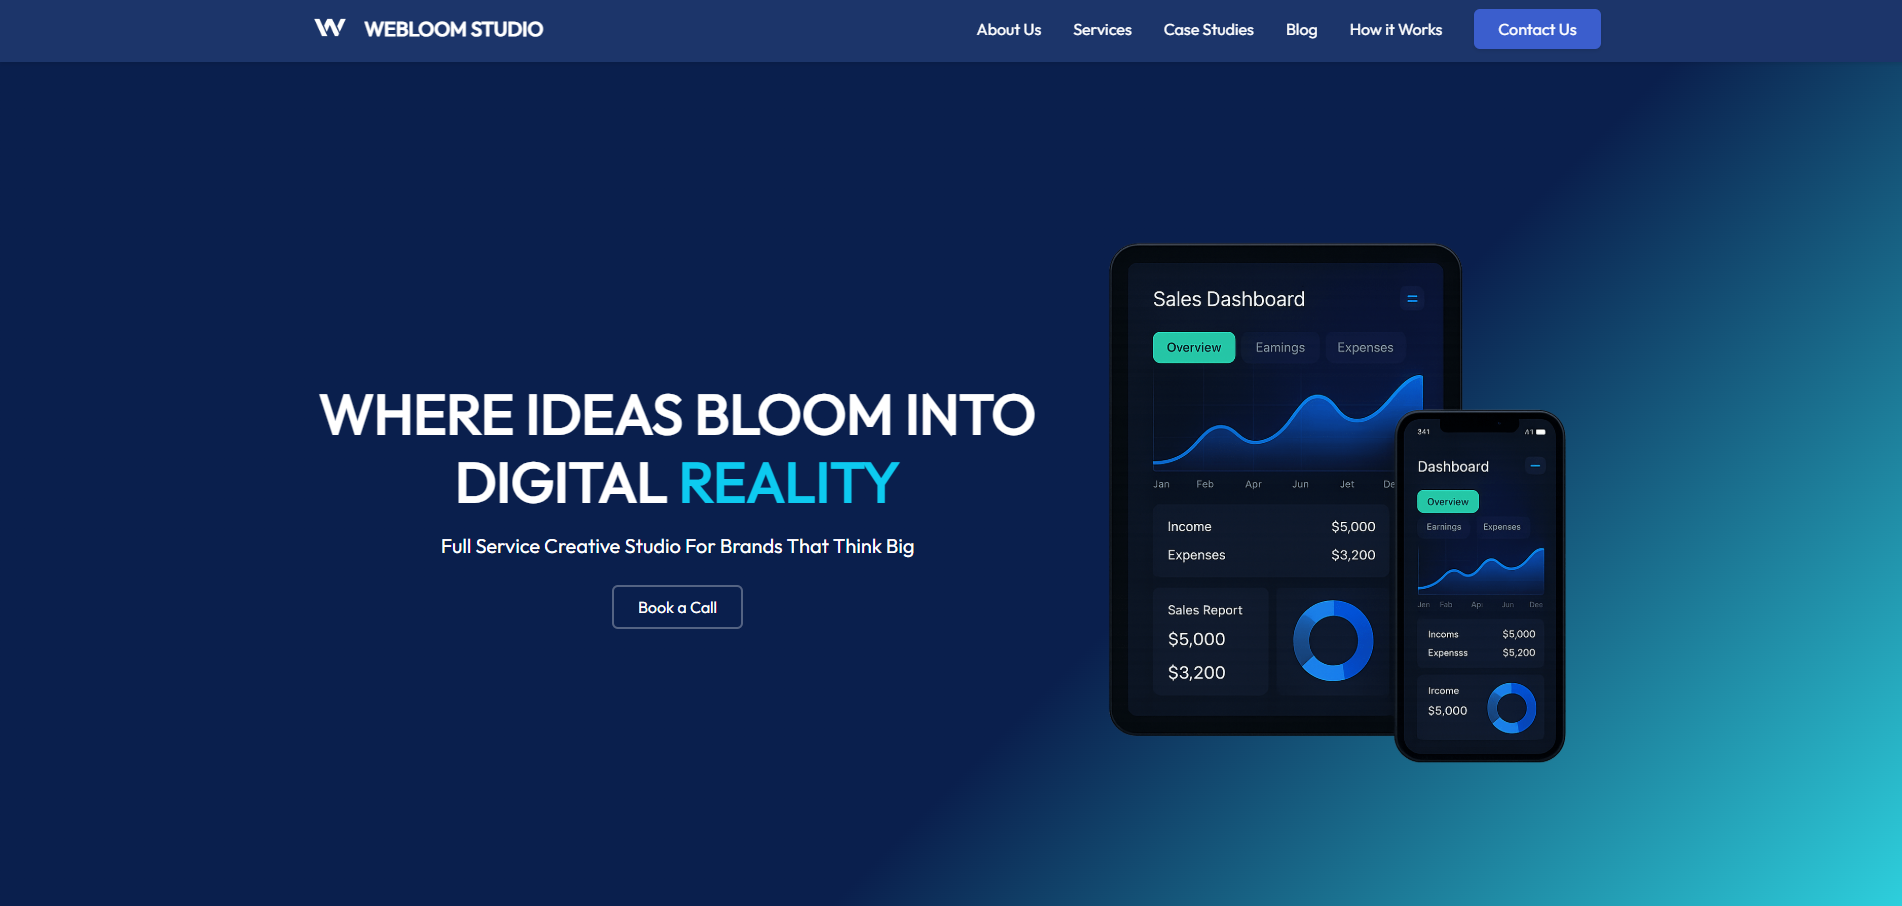 WEBLOOM STUDIO
About Us
Services
Case Studies
Blog
How it Works
Contact Us
WHERE IDEAS BLOOM INTO
DIGITAL REALITY
Full Service Creative Studio For Brands That Think Big
Book a Call
Sales Dashboard
Overview
Eamings
Expenses
Jan Feb Apr Jun Jet De
Income $5,000
Expenses $3,200
Sales Report
$5,000
$3,200
341
Dashboard
Overview
Earnings
Expenses
Jen Fab Apr Jun Des
Incoms $5,000
Expensss $5,200
Ircome
$5,000